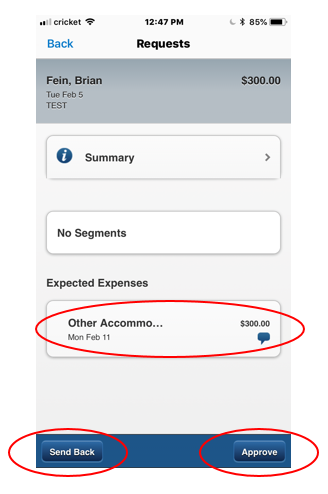 cricket 12:47 PM 85%
Back Requests
Fein, Brian $300.00
Tue Feb 5
TEST
i Summary
No Segments
Expected Expenses
Other Accommo... $300.00
Mon Feb 11
Send Back Approve